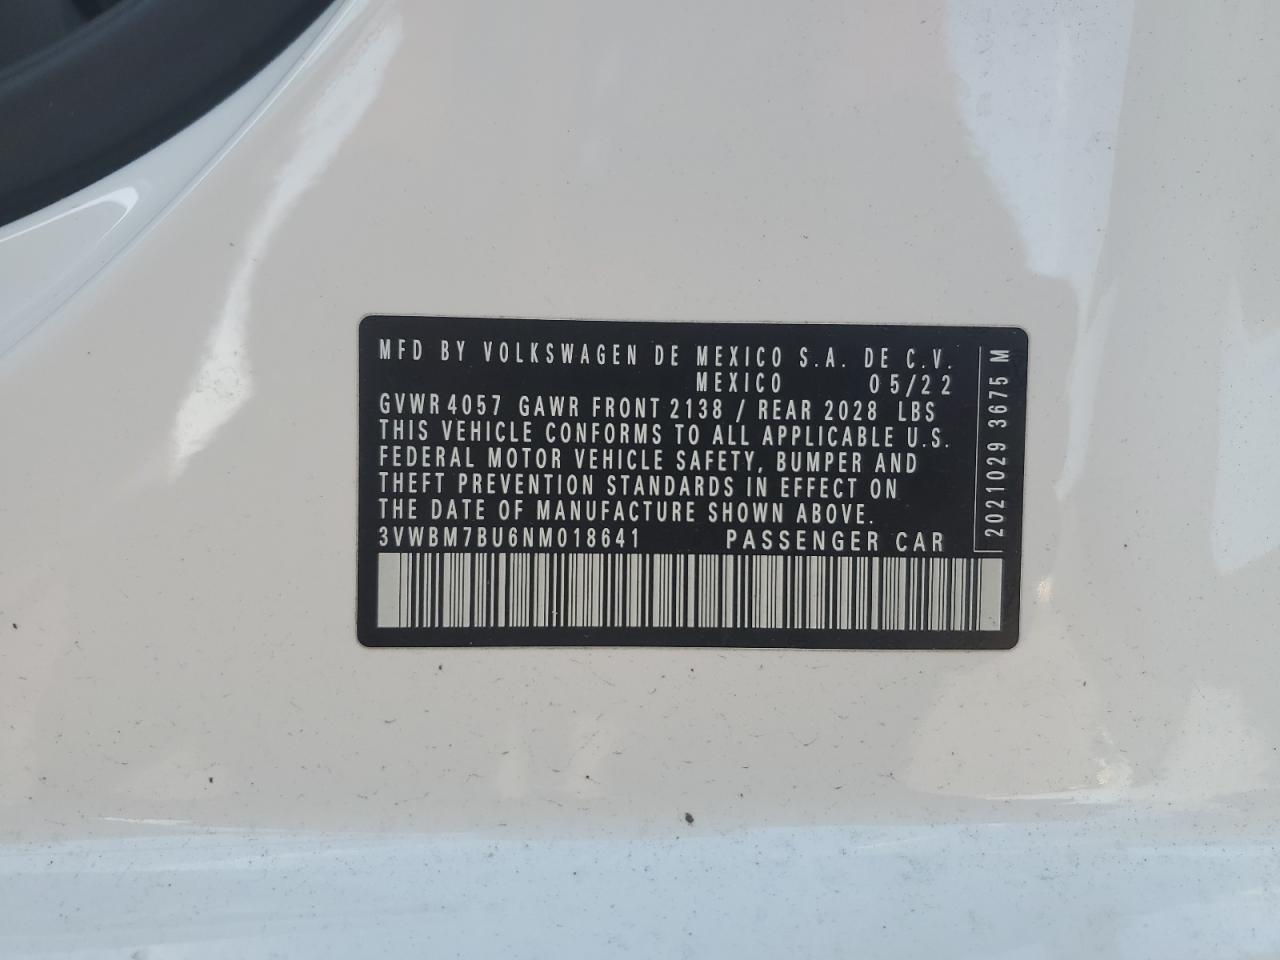 MFD BY VOLKSWAGEN DE MEXICO S.A. DE C.V.
MEXICO 05/22
GVWR 4057 GAWR FRONT 2138 / REAR 2028 LBS
THIS VEHICLE CONFORMS TO ALL APPLICABLE U.S.
FEDERAL MOTOR VEHICLE SAFETY, BUMPER AND
THEFT PREVENTION STANDARDS IN EFFECT ON
THE DATE OF MANUFACTURE SHOWN ABOVE.
3VWBM7BU6NM018641 PASSENGER CAR
2021029 3675 M